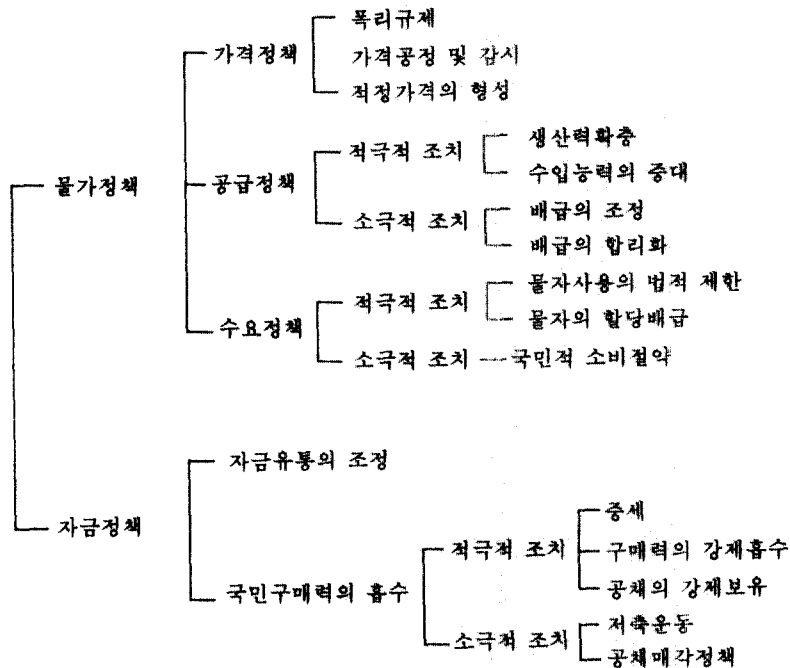 폭리규제
가격정책
가격공정 및 감시
적정가격의 형성
적극적 조치
생산력확충
수입능력의 증대
물가정책
공급정책
소극적 조치
배급의 조정
배급의 합리화
적극적 조치
물자사용의 법적 제한
물자의 할당배급
수요정책
소극적 조치 — 국민적 소비절약
자금유통의 조정
자금정책
증세
적극적 조치
구매력의 강제흡수
공채의 강제보유
국민구매력의 흡수
소극적 조치
저축운동
공채매각정책